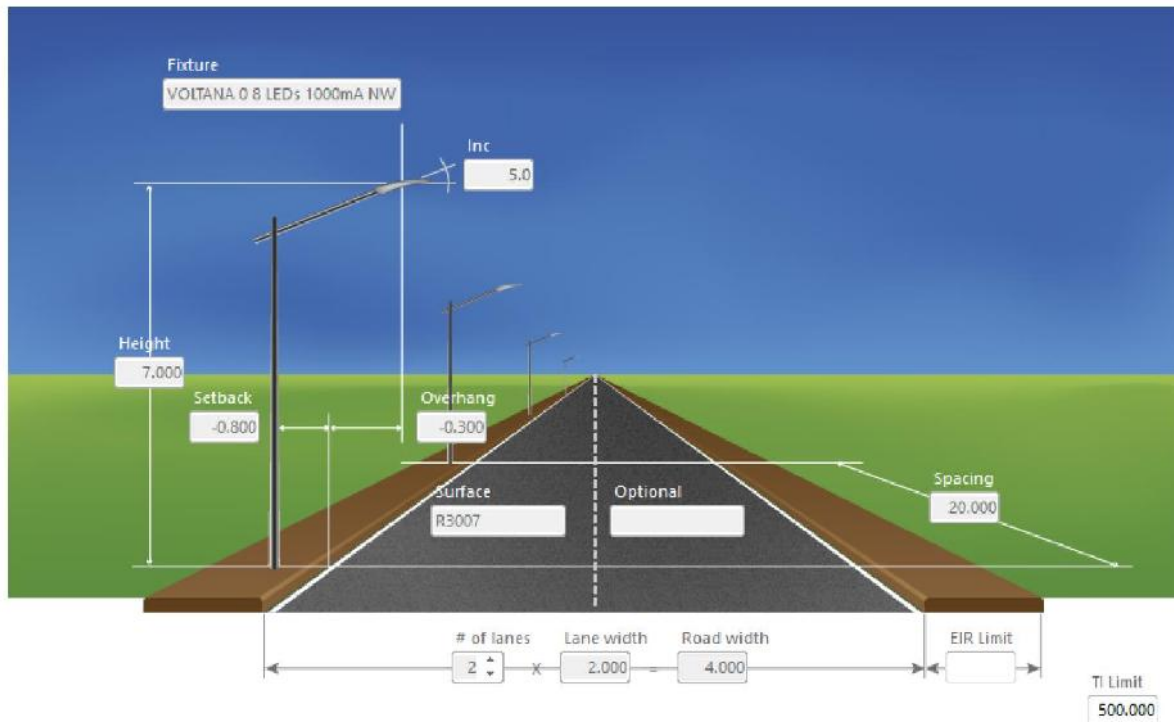 Fixture
VOLTANA 0 8 LEDs 1000mA NW
Inc
5.0
Height
7.000
Setback
-0.800
Overhang
-0.300
Spacing
20.000
Surface
R3007
Optional
# of lanes
2
x
Lane width
2.000
=
Road width
4.000
EIR Limit
TI Limit
500.000